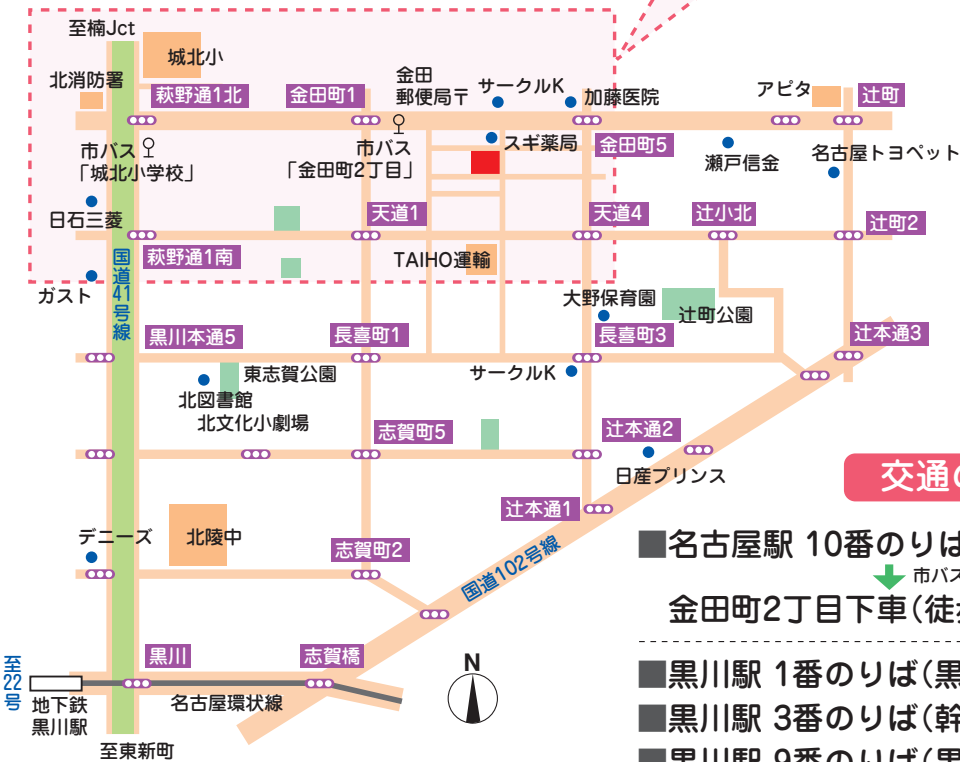 至楠Jct
城北小
北消防署
萩野通1北
金田町1
金田
郵便局〒
サークルK
加藤医院
アピタ
辻町
市バス
「城北小学校」
市バス
「金田町2丁目」
スギ薬局
金田町5
瀬戸信金
名古屋トヨペット
日石三菱
天道1
天道4
辻小北
辻町2
萩野通1南
国道41号線
TAIHO運輸
ガスト
大野保育園
辻町公園
黒川本通5
長喜町1
長喜町3
辻本通3
東志賀公園
サークルK
北図書館
北文化小劇場
志賀町5
辻本通2
日産プリンス
交通の
辻本通1
デニーズ
北陵中
志賀町2
国道102号線
■名古屋駅 10番のりば
市バス
金田町2丁目下車(徒
黒川
志賀橋
至22号
地下鉄
黒川駅
名古屋環状線
N
■黒川駅 1番のりば(黒
■黒川駅 3番のりば(幹
■黒川駅 9番のりば(黒
至東新町